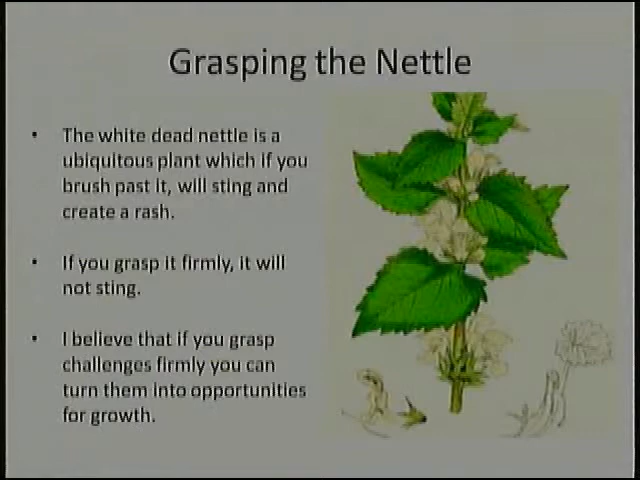 Grasping the Nettle
• The white dead nettle is a
ubiquitous plant which if you
brush past it, will sting and
create a rash.
• If you grasp it firmly, it will
not sting.
• I believe that if you grasp
challenges firmly you can
turn them into opportunities
for growth.